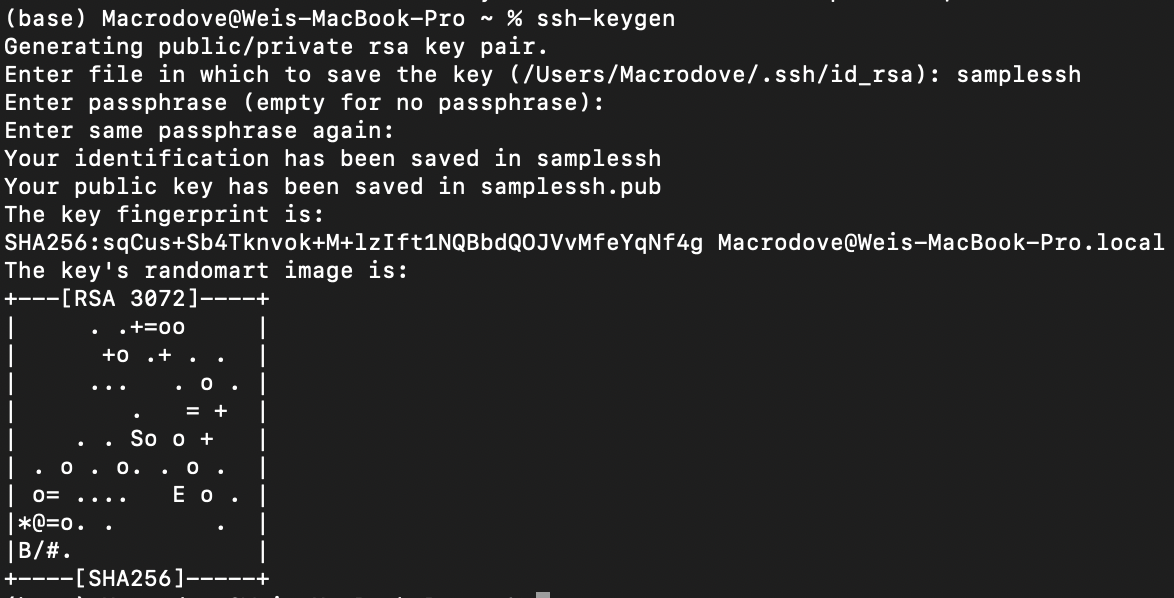 (base) Macrodove@Weis-MacBook-Pro ~ % ssh-keygen
Generating public/private rsa key pair.
Enter file in which to save the key (/Users/Macrodove/.ssh/id_rsa): samplessh
Enter passphrase (empty for no passphrase):
Enter same passphrase again:
Your identification has been saved in samplessh
Your public key has been saved in samplessh.pub
The key fingerprint is:
SHA256:sqCus+Sb4Tknvok+M+lzIft1NQBbdQOJVvMfeYqNf4g Macrodove@Weis-MacBook-Pro.local
The key's randomart image is:
+---[RSA 3072]----+
|     . .+=oo     |
|      +o .+ . .  |
|     ...   . o . |
|        .   = +  |
|    . . So o +   |
| . o . o. . o .  |
| o= ....   E o . |
|*@=o. .       .  |
|B/#.             |
+----[SHA256]-----+